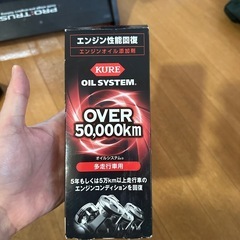 PRO TRUST
エンジン性能回復
エンジンオイル添加剤
KURE
OIL SYSTEM
OVER
50,000km
オイルシステム
多走行車用
5年もしくは5万km以上走行車の
エンジンコンディションを回復